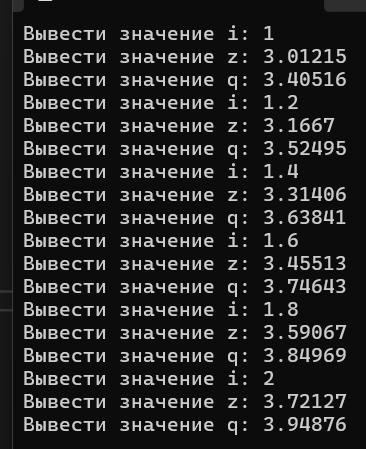 Вывести значение i: 1
Вывести значение z: 3.01215
Вывести значение q: 3.40516
Вывести значение i: 1.2
Вывести значение z: 3.1667
Вывести значение q: 3.52495
Вывести значение i: 1.4
Вывести значение z: 3.31406
Вывести значение q: 3.63841
Вывести значение i: 1.6
Вывести значение z: 3.45513
Вывести значение q: 3.74643
Вывести значение i: 1.8
Вывести значение z: 3.59067
Вывести значение q: 3.84969
Вывести значение i: 2
Вывести значение z: 3.72127
Вывести значение q: 3.94876